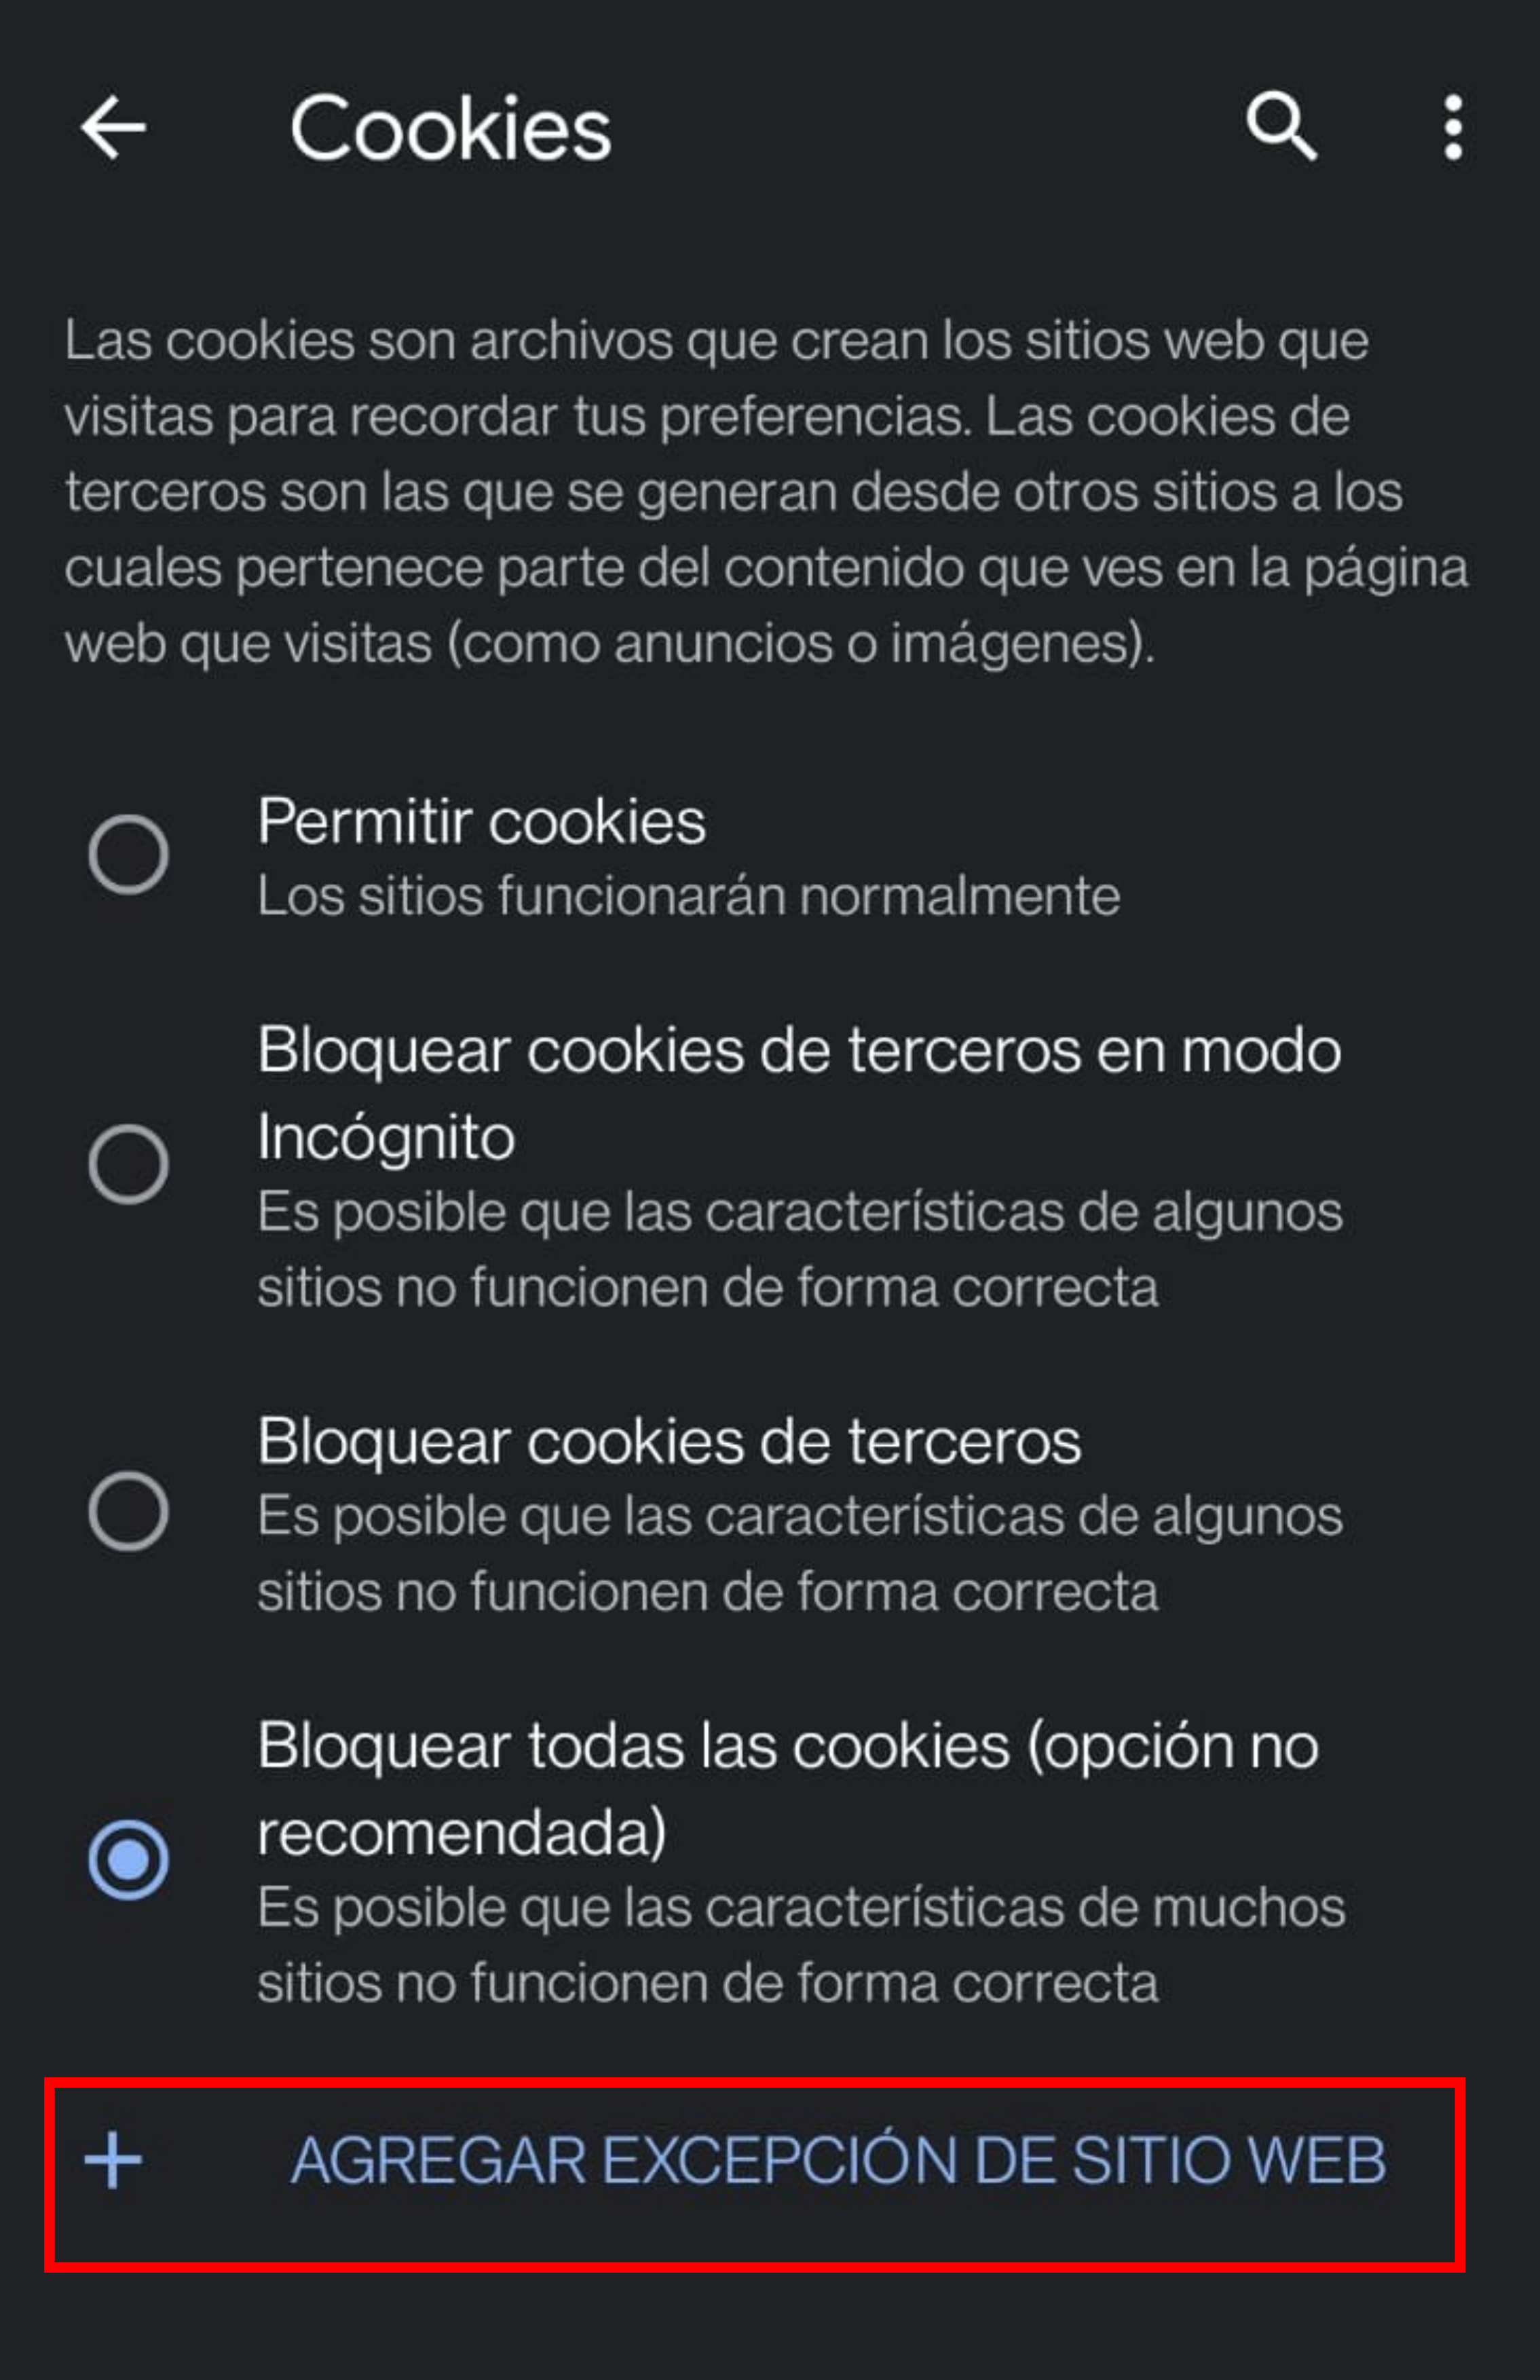 Cookies
Las cookies son archivos que crean los sitios web que
visitas para recordar tus preferencias. Las cookies de
terceros son las que se generan desde otros sitios a los
cuales pertenece parte del contenido que ves en la página
web que visitas (como anuncios o imágenes).
Permitir cookies
Los sitios funcionarán normalmente
Bloquear cookies de terceros en modo
Incógnito
Es posible que las características de algunos
sitios no funcionen de forma correcta
Bloquear cookies de terceros
Es posible que las características de algunos
sitios no funcionen de forma correcta
Bloquear todas las cookies (opción no
recomendada)
Es posible que las características de muchos
sitios no funcionen de forma correcta
+ AGREGAR EXCEPCIÓN DE SITIO WEB